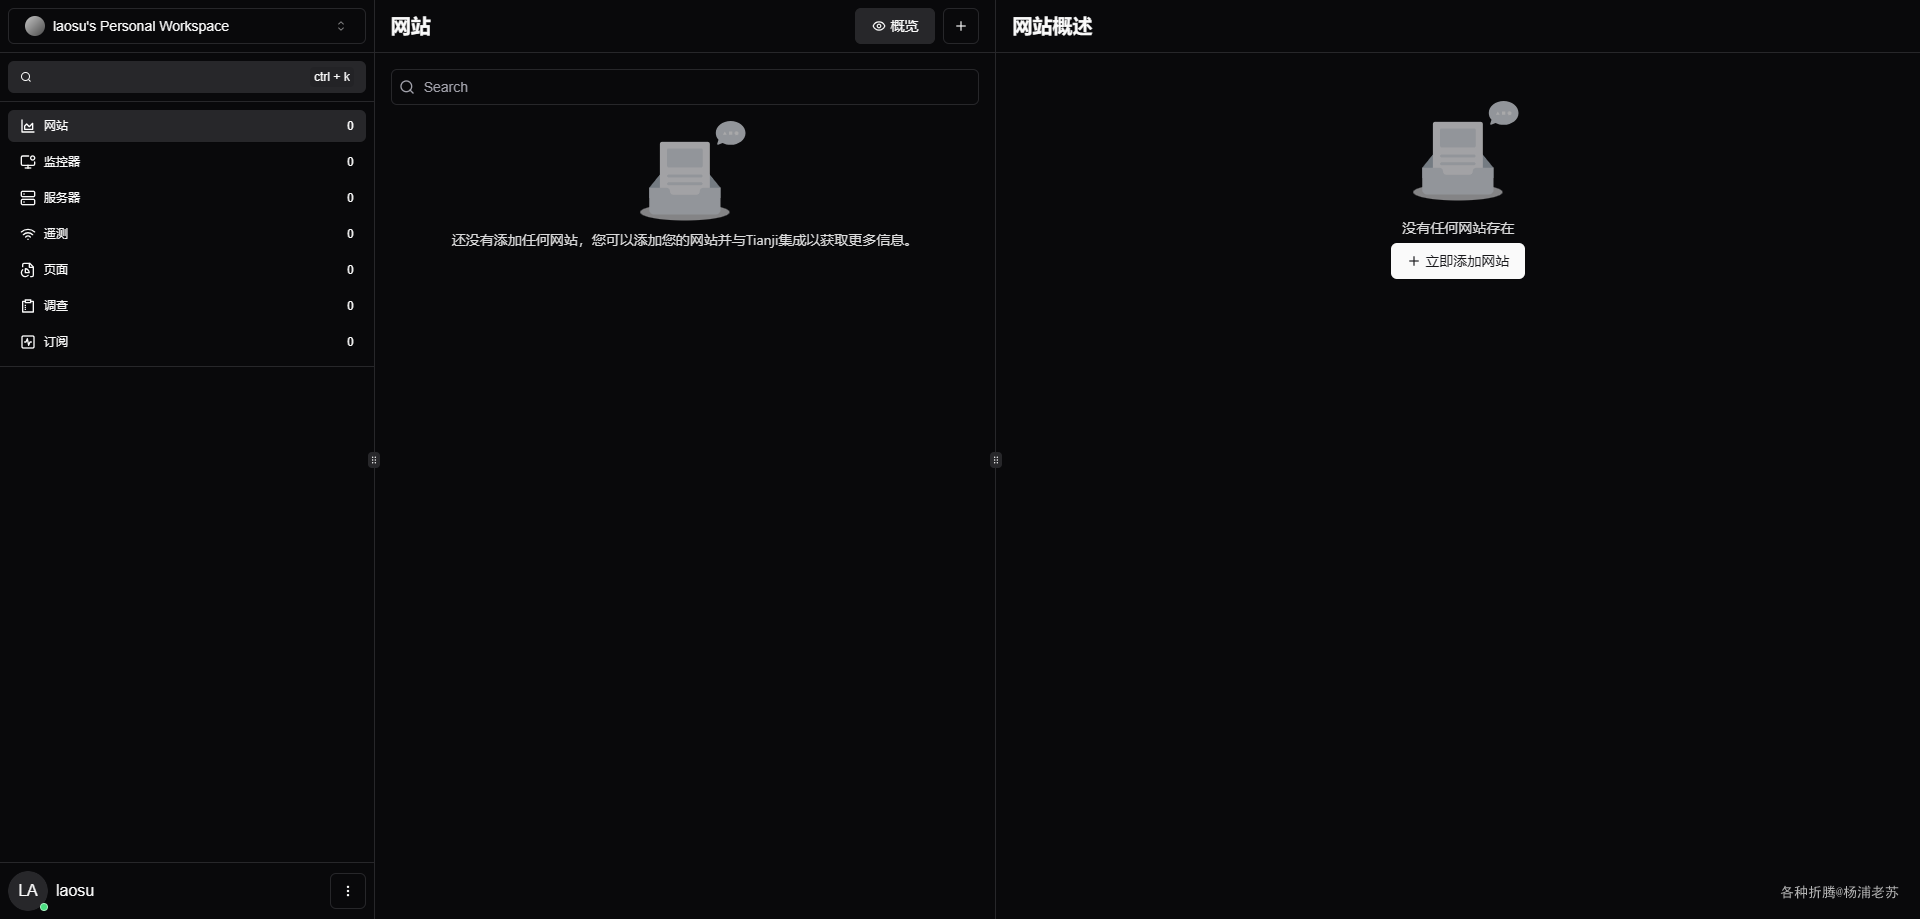 laosu's Personal Workspace
ctrl + k
网站 0
监控器 0
服务器 0
遥测 0
页面 0
调查 0
订阅 0
LA laosu
网站 概览
Search
还没有添加任何网站，您可以添加您的网站并与Tianji集成以获取更多信息。
网站概述
没有任何网站存在
立即添加网站
各种折腾@杨浦老苏